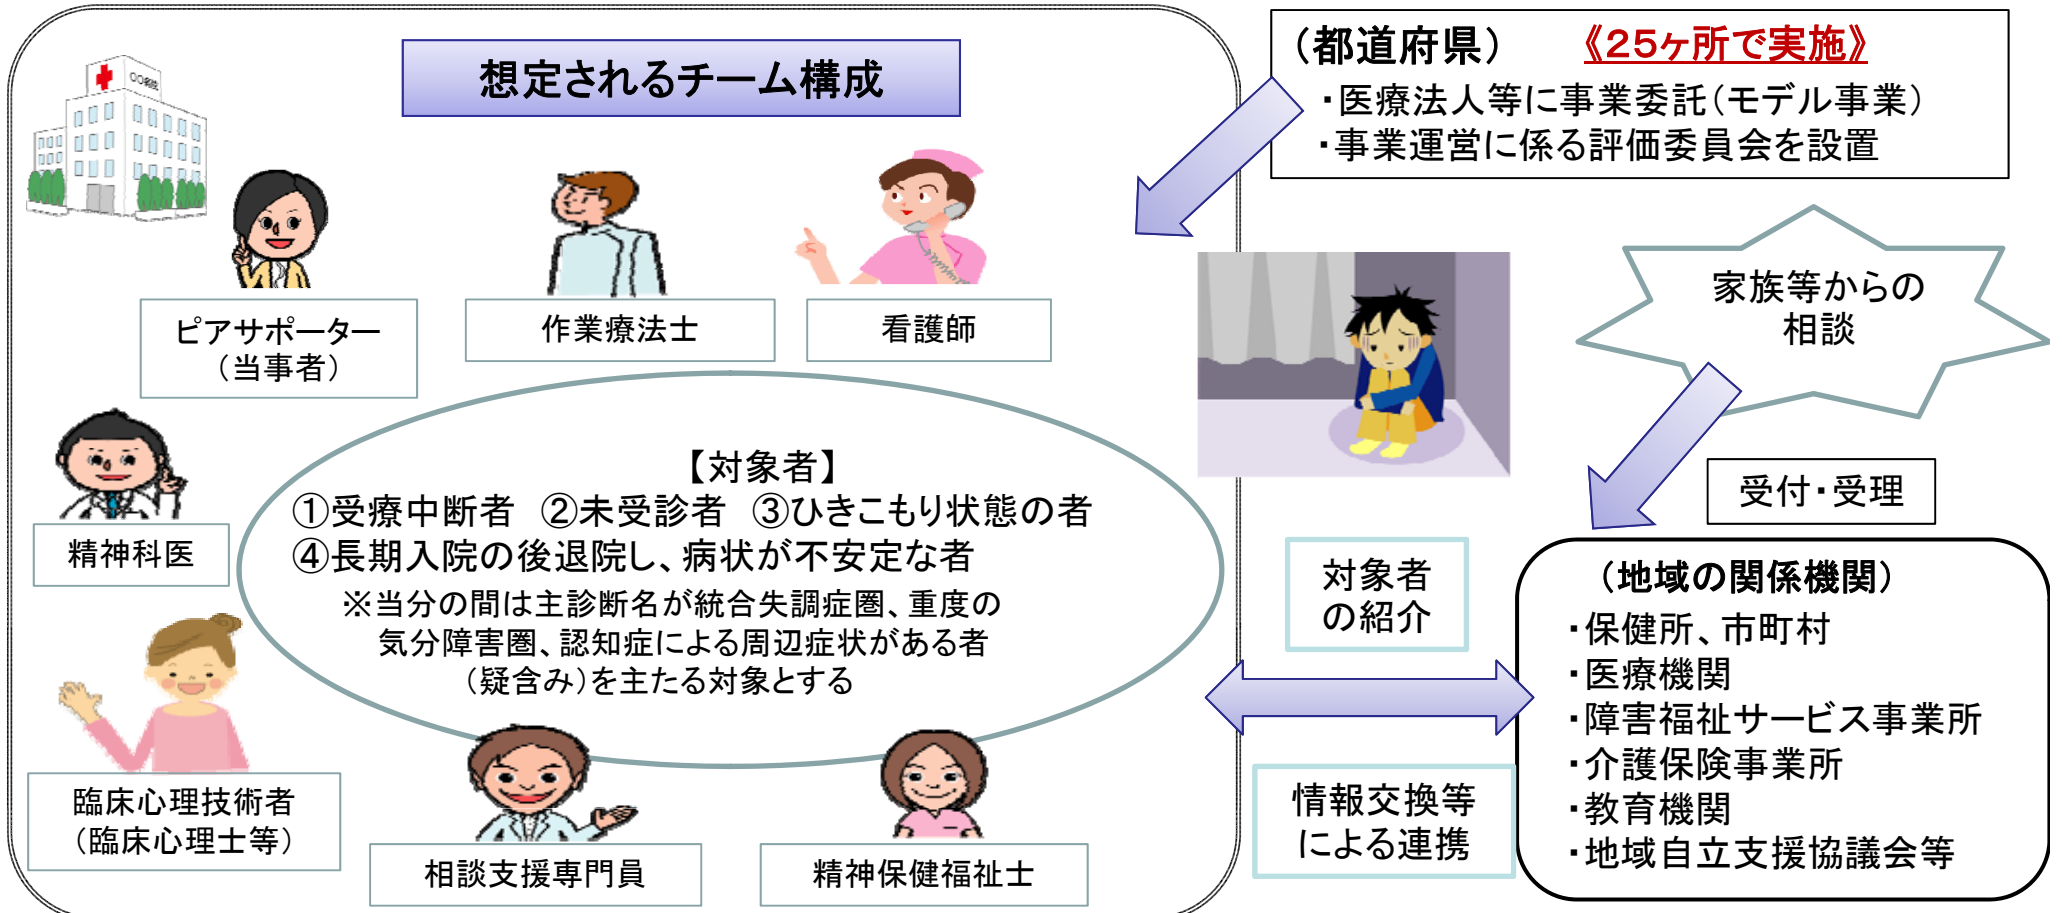 想定されるチーム構成
(都道府県) 《25ヶ所で実施》
・医療法人等に事業委託(モデル事業)
・事業運営に係る評価委員会を設置
ピアサポーター
(当事者)
作業療法士
看護師
家族等からの
相談
受付・受理
精神科医
【対象者】
①受療中断者 ②未受診者 ③ひきこもり状態の者
④長期入院の後退院し、病状が不安定な者
※当分の間は主診断名が統合失調症圏、重度の
気分障害圏、認知症による周辺症状がある者
(疑含み)を主たる対象とする
対象者
の紹介
(地域の関係機関)
・保健所、市町村
・医療機関
・障害福祉サービス事業所
・介護保険事業所
・教育機関
・地域自立支援協議会等
情報交換等
による連携
臨床心理技術者
(臨床心理士等)
相談支援専門員
精神保健福祉士